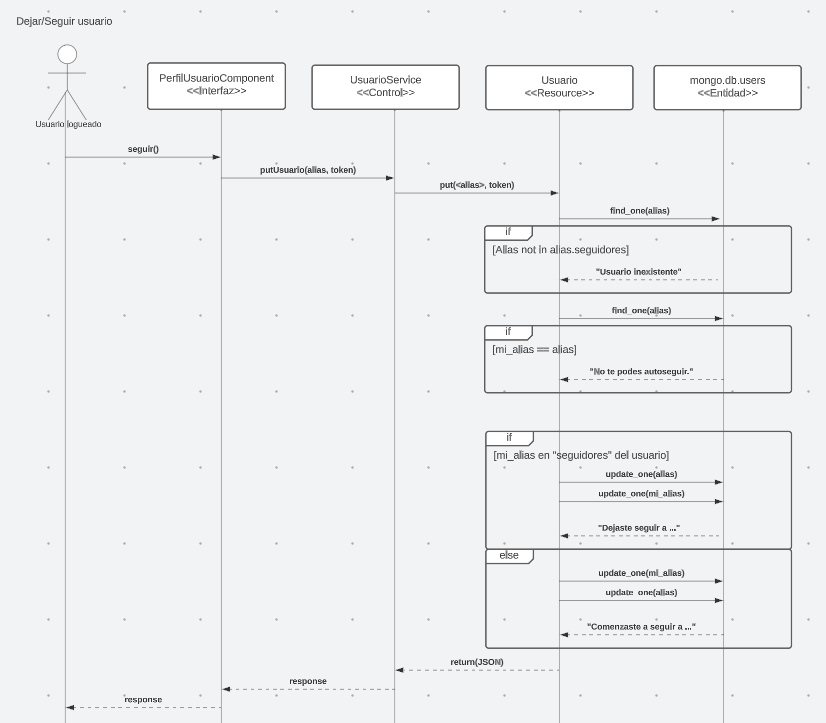 Dejar/Seguir usuario
PerfilUsuarioComponent
<<Interfaz>>
UsuarioService
<<Control>>
Usuario
<<Resource>>
mongo.db.users
<<Entidad>>
Usuario logueado
seguir()
putUsuario(alias, token)
put(<alias>, token)
find_one(alias)
if
[Alias not in alias.seguidores]
"Usuario inexistente"
find_one(alias)
if
[mi_alias == alias]
"No te podes autoseguir."
if
[mi_alias en "seguidores" del usuario]
update_one(alias)
update_one(mi_alias)
"Dejaste seguir a ..."
else
update_one(mi_alias)
update_one(alias)
"Comenzaste a seguir a ..."
return(JSON)
response
response